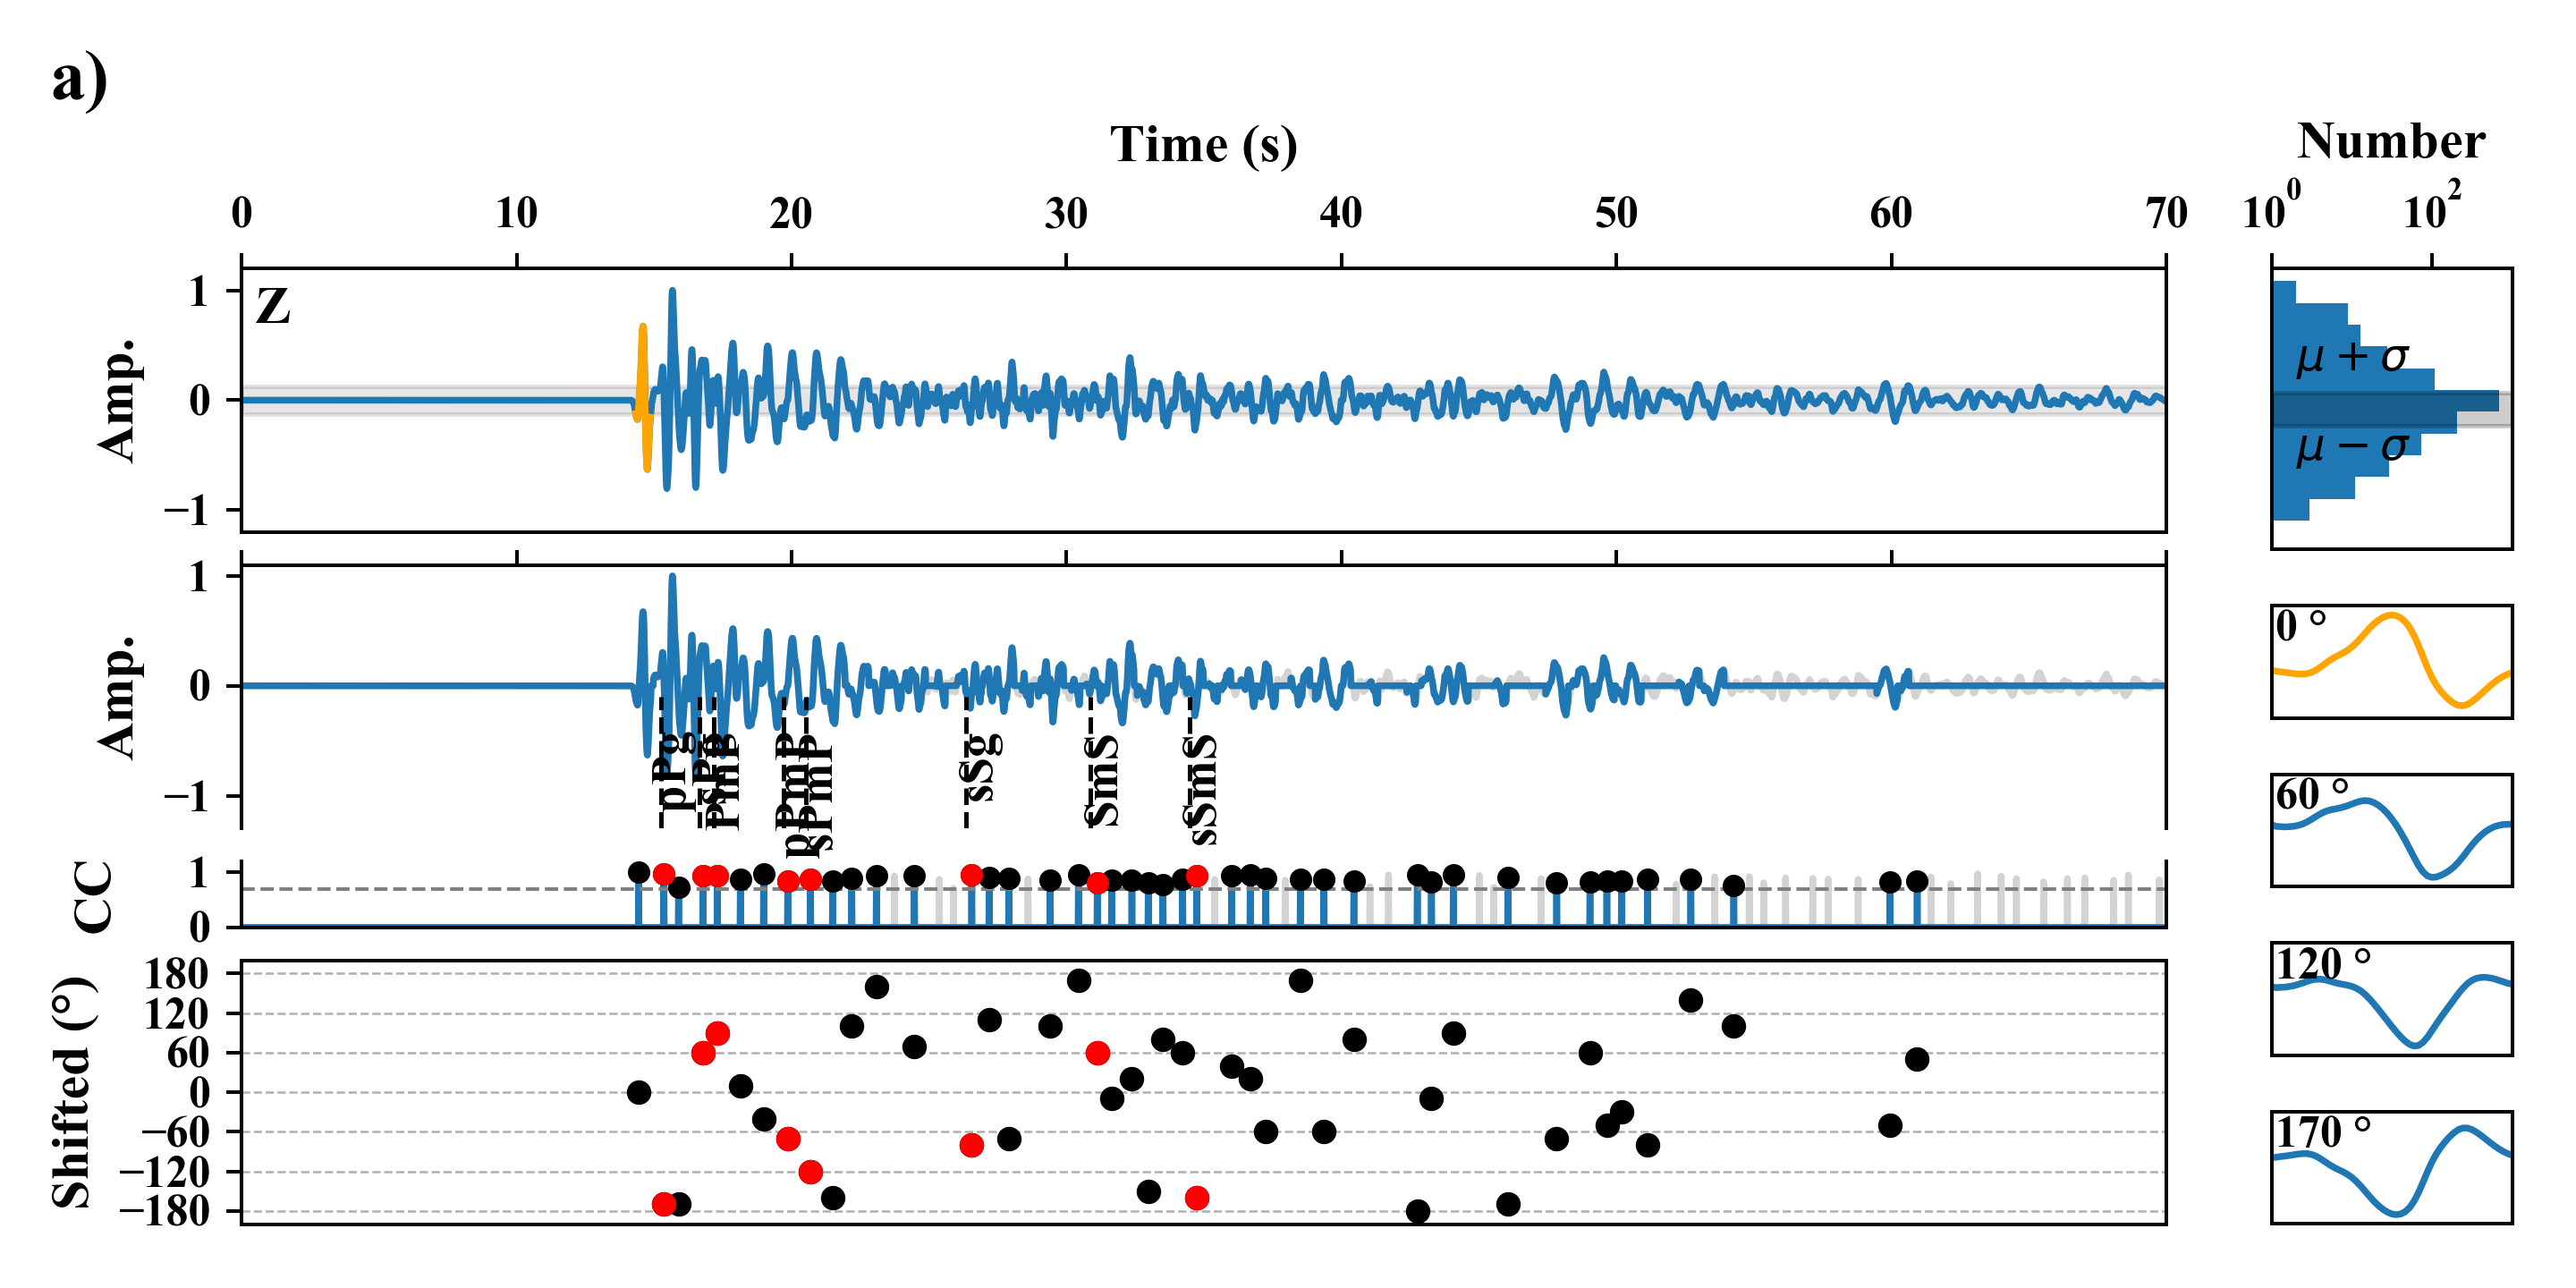 a)
Time (s)
Number
0 10 20 30 40 50 60 70
10^0 10^2
Z
Amp.
1
0
−1
μ + σ
μ − σ
Amp.
1
0
−1
pPg
sPg
PmP
pPmP
sPmP
sSg
SmS
sSmS
0 °
60 °
120 °
170 °
CC
1
0
Shifted (°)
180
120
60
0
−60
−120
−180